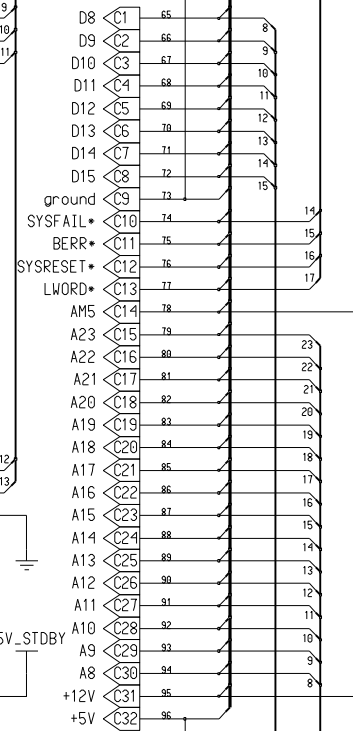 9
D8 C1 65 8
10
D9 C2 66 9
11
D10 C3 67 10
D11 C4 68 11
D12 C5 69 12
D13 C6 70 13
D14 C7 71 14
D15 C8 72 15
ground C9 73
SYSFAIL* C10 74 14
BERR* C11 75 15
SYSRESET* C12 76 16
LWORD* C13 77 17
AM5 C14 78
A23 C15 79 23
A22 C16 80 22
A21 C17 81 21
A20 C18 82 20
A19 C19 83 19
A18 C20 84 18
12
A17 C21 85 17
13
A16 C22 86 16
A15 C23 87 15
A14 C24 88 14
A13 C25 89 13
A12 C26 90 12
A11 C27 91 11
A10 C28 92 10
5V_STDBY
A9 C29 93 9
A8 C30 94 8
+12V C31 95
+5V C32 96